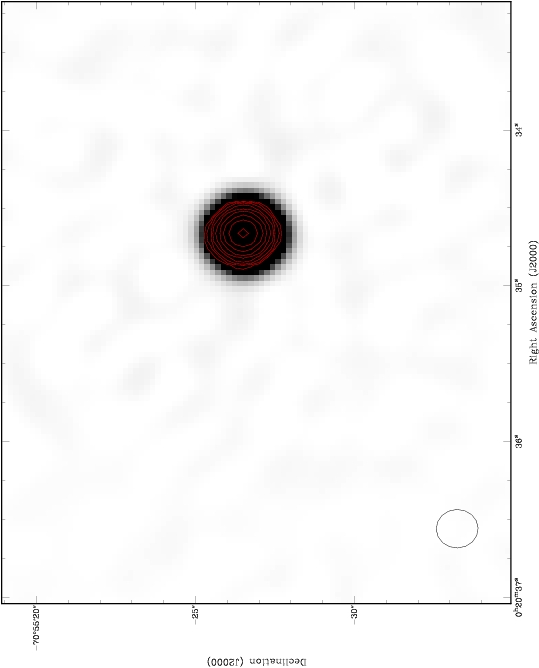 34ˢ
35ˢ
36ˢ
0ʰ20ᵐ37ˢ
Right Ascension (J2000)
-70°55'20"
-25"
-30"
Declination (J2000)